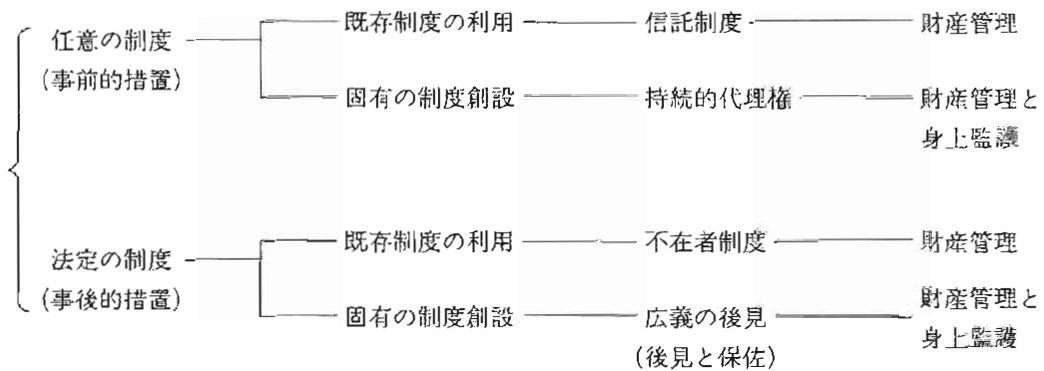 任意の制度
(事前的措置)
既存制度の利用
信託制度
財産管理
固有の制度創設
持続的代理権
財産管理と
身上監護
法定の制度
(事後的措置)
既存制度の利用
不在者制度
財産管理
固有の制度創設
広義の後見
(後見と保佐)
財産管理と
身上監護